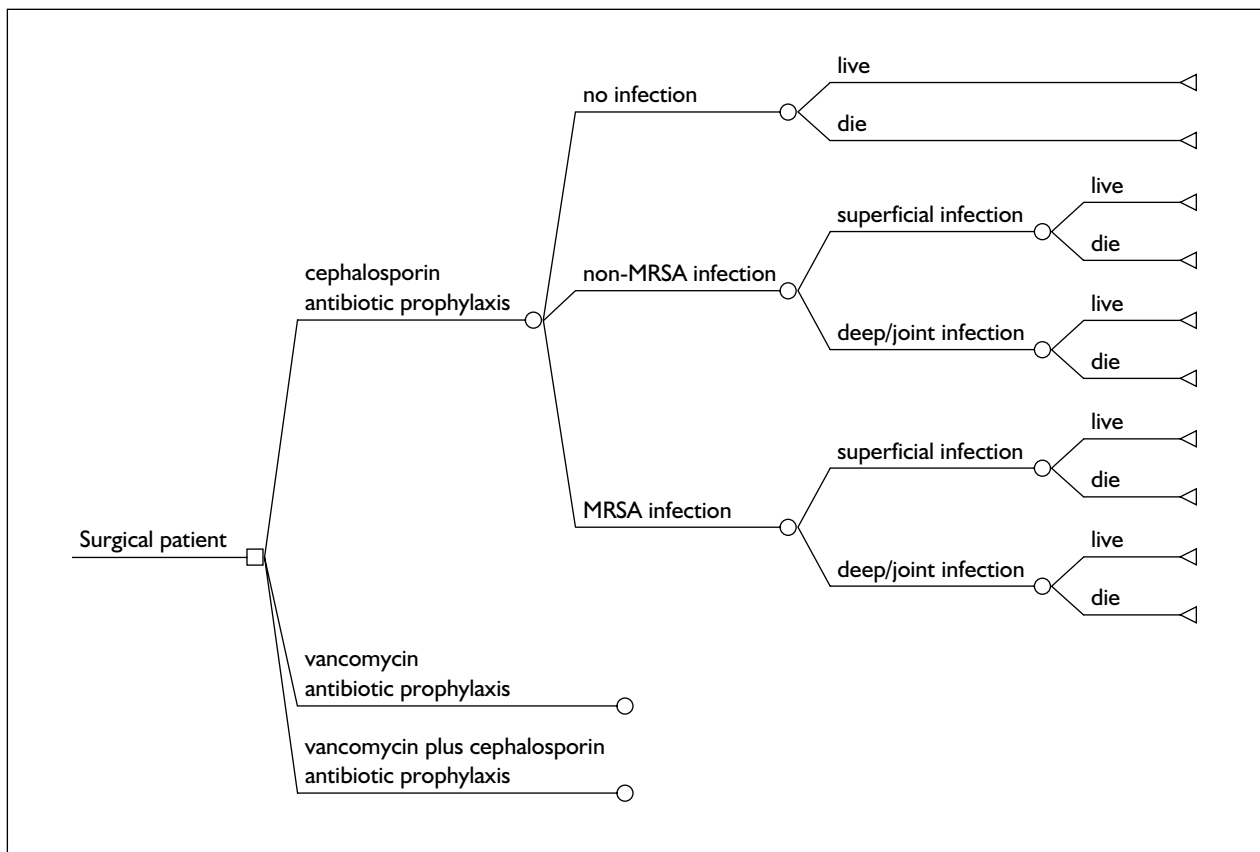 live
no infection
die
live
superficial infection
die
cephalosporin
antibiotic prophylaxis
non-MRSA infection
live
deep/joint infection
die
live
superficial infection
die
MRSA infection
live
deep/joint infection
die
Surgical patient
vancomycin
antibiotic prophylaxis
vancomycin plus cephalosporin
antibiotic prophylaxis